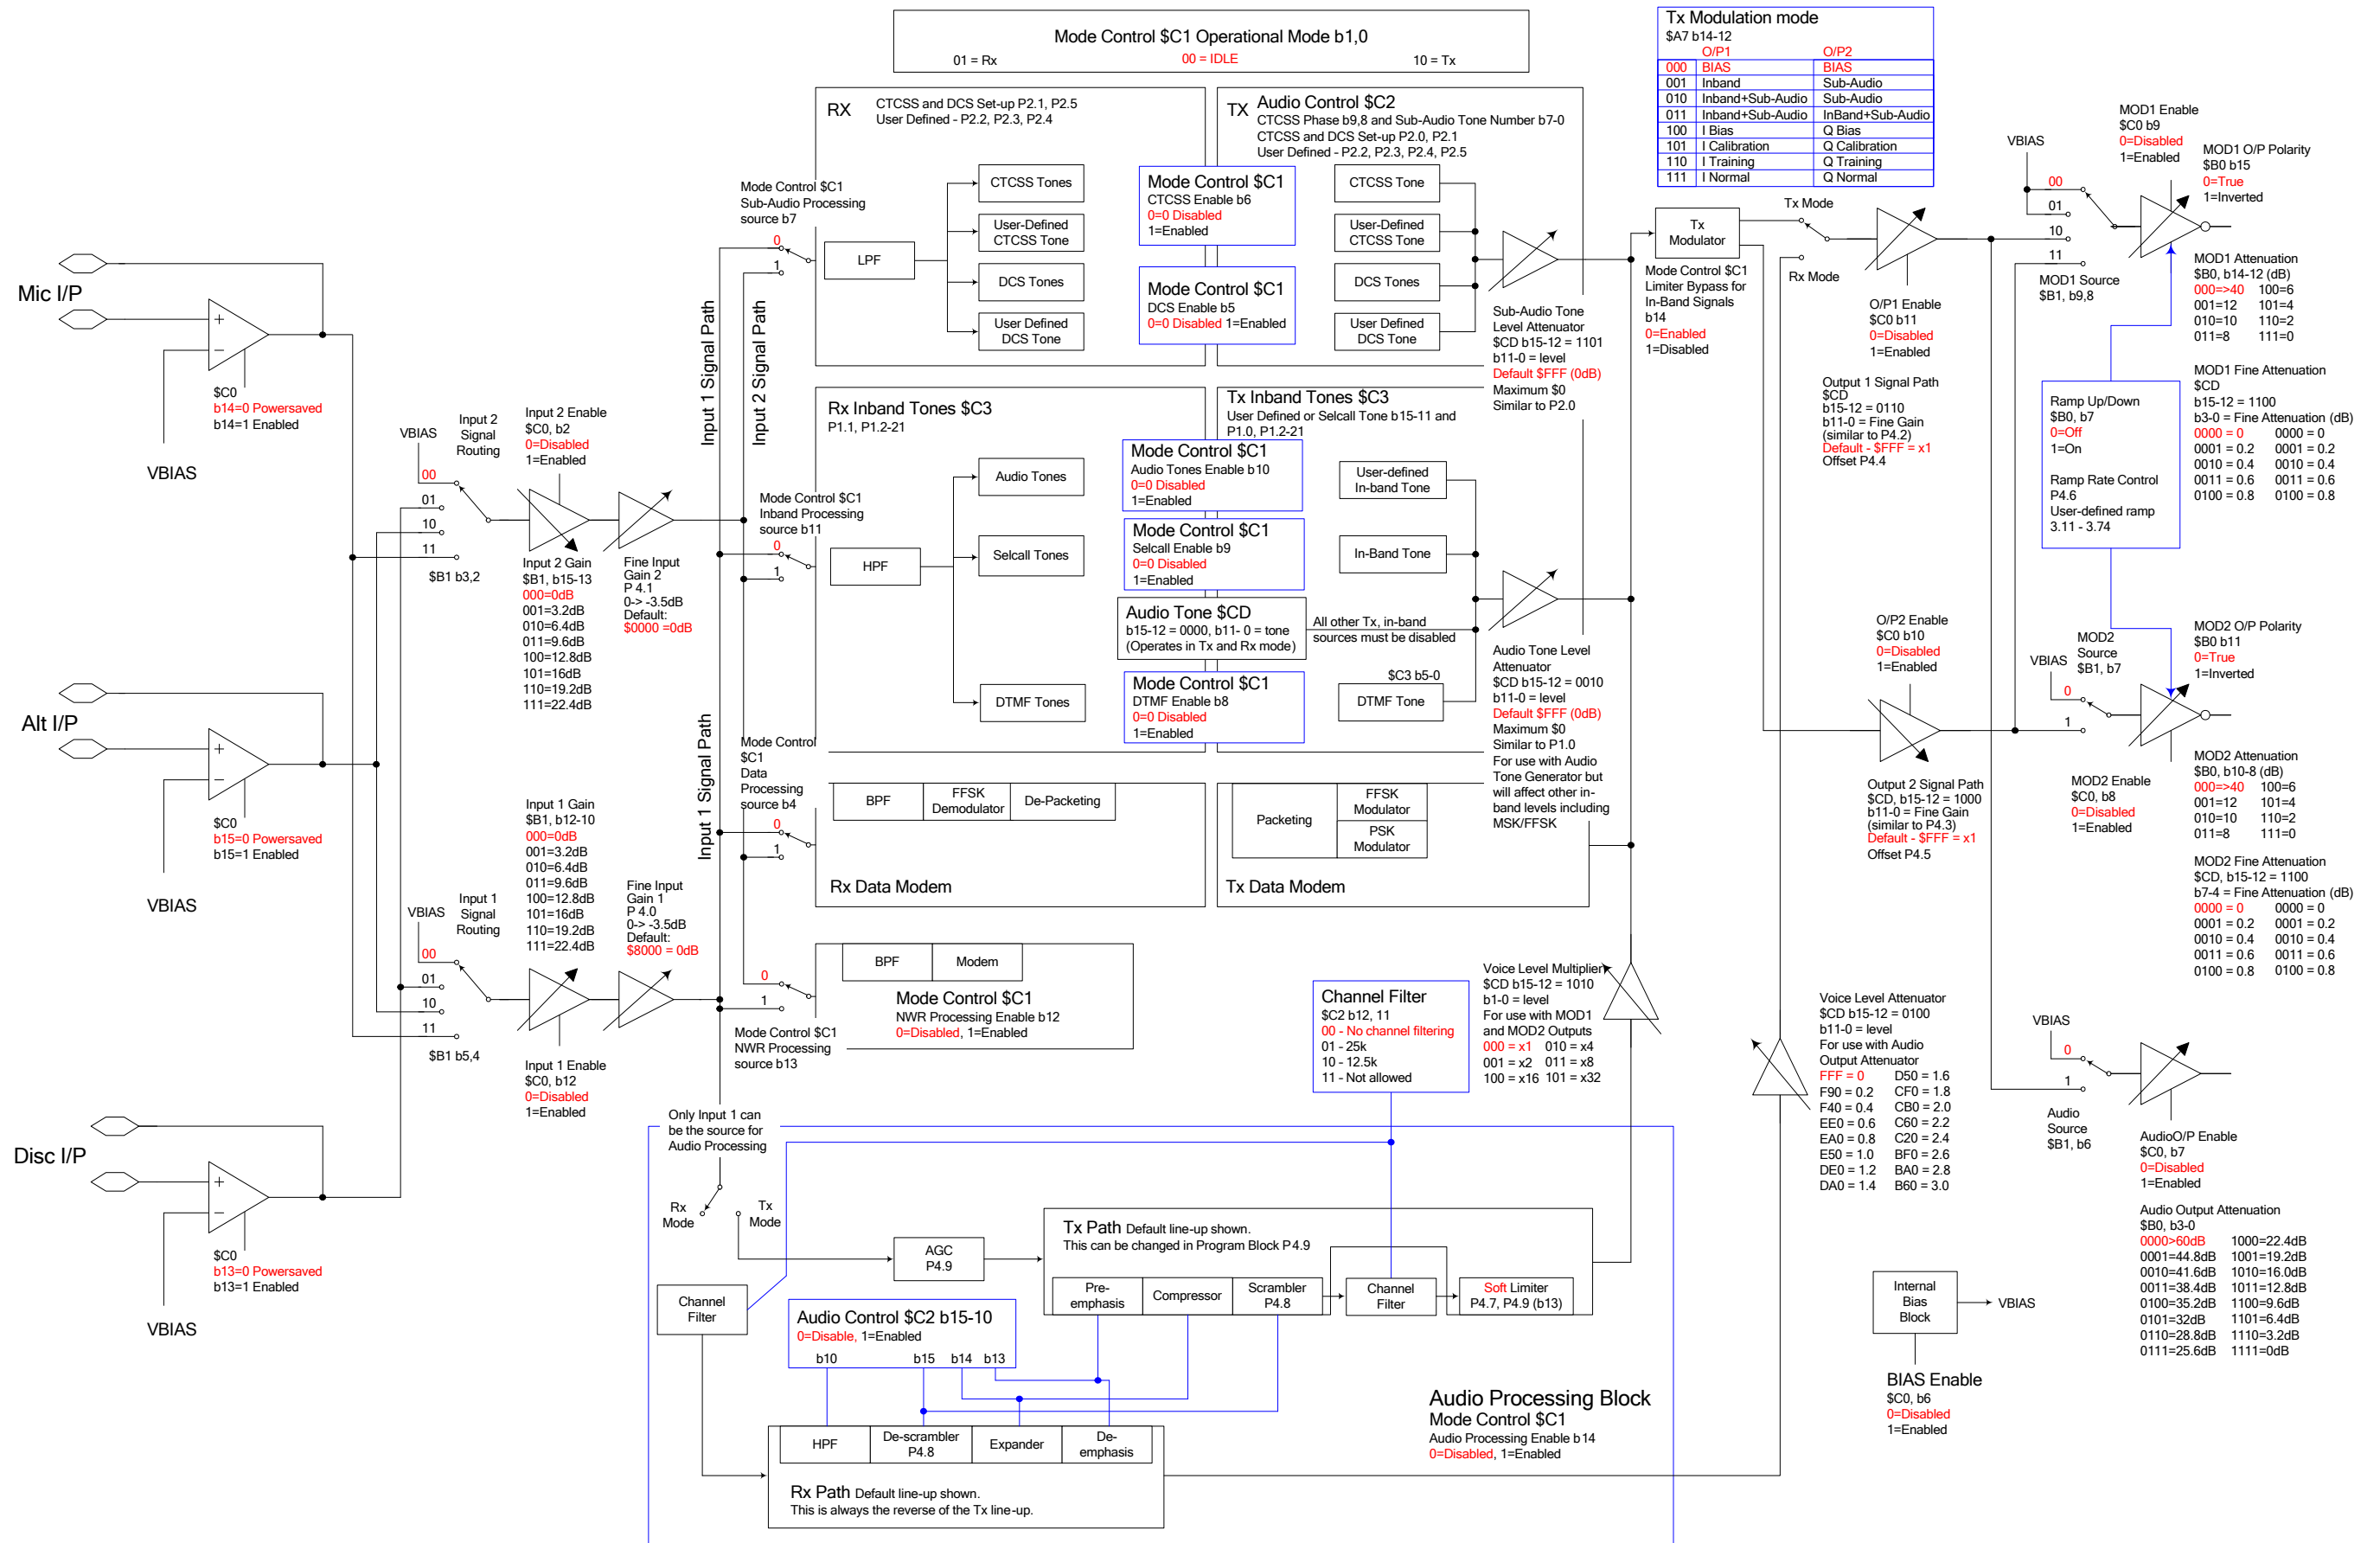 Mode Control $C1 Operational Mode b1,0
01 = Rx
00 = IDLE
10 = Tx
Tx Modulation mode
$A7 b14-12
O/P1 O/P2
000 BIAS BIAS
001 Inband Sub-Audio
010 Inband+Sub-Audio Sub-Audio
011 Inband+Sub-Audio InBand+Sub-Audio
100 I Bias Q Bias
101 I Calibration Q Calibration
110 I Training Q Training
111 I Normal Q Normal
Mic I/P
+
−
$C0
b14=0 Powersaved
b14=1 Enabled
VBIAS
Alt I/P
+
−
$C0
b15=0 Powersaved
b15=1 Enabled
VBIAS
Disc I/P
+
−
$C0
b13=0 Powersaved
b13=1 Enabled
VBIAS
VBIAS
Input 2
Signal
Routing
00
01
10
11
$B1 b3,2
Input 2 Enable
$C0, b2
0=Disabled
1=Enabled
Input 2 Gain
$B1, b15-13
000=0dB
001=3.2dB
010=6.4dB
011=9.6dB
100=12.8dB
101=16dB
110=19.2dB
111=22.4dB
Fine Input
Gain 2
P 4.1
0-> -3.5dB
Default:
$0000 =0dB
VBIAS
Input 1
Signal
Routing
00
01
10
11
$B1 b5,4
Input 1 Gain
$B1, b12-10
000=0dB
001=3.2dB
010=6.4dB
011=9.6dB
100=12.8dB
101=16dB
110=19.2dB
111=22.4dB
Fine Input
Gain 1
P 4.0
0-> -3.5dB
Default:
$8000 = 0dB
Input 1 Enable
$C0, b12
0=Disabled
1=Enabled
Input 1 Signal Path
Input 2 Signal Path
Input 1 Signal Path
Mode Control $C1
Sub-Audio Processing
source b7
0
1
RX
CTCSS and DCS Set-up P2.1, P2.5
User Defined - P2.2, P2.3, P2.4
LPF
CTCSS Tones
User-Defined
CTCSS Tone
DCS Tones
User Defined
DCS Tone
Mode Control $C1
CTCSS Enable b6
0=0 Disabled
1=Enabled
Mode Control $C1
DCS Enable b5
0=0 Disabled 1=Enabled
TX
Audio Control $C2
CTCSS Phase b9,8 and Sub-Audio Tone Number b7-0
CTCSS and DCS Set-up P2.0, P2.1
User Defined - P2.2, P2.3, P2.4, P2.5
CTCSS Tone
User-Defined
CTCSS Tone
DCS Tones
User Defined
DCS Tone
Sub-Audio Tone
Level Attenuator
$CD b15-12 = 1101
b11-0 = level
Default $FFF (0dB)
Maximum $0
Similar to P2.0
Mode Control $C1
Inband Processing
source b11
0
1
Rx Inband Tones $C3
P1.1, P1.2-21
HPF
Audio Tones
Selcall Tones
DTMF Tones
Mode Control $C1
Audio Tones Enable b10
0=0 Disabled
1=Enabled
Mode Control $C1
Selcall Enable b9
0=0 Disabled
1=Enabled
Audio Tone $CD
b15-12 = 0000, b11- 0 = tone
(Operates in Tx and Rx mode)
Mode Control $C1
DTMF Enable b8
0=0 Disabled
1=Enabled
Tx Inband Tones $C3
User Defined or Selcall Tone b15-11 and
P1.0, P1.2-21
User-defined
In-band Tone
In-Band Tone
All other Tx, in-band
sources must be disabled
$C3 b5-0
DTMF Tone
Audio Tone Level
Attenuator
$CD b15-12 = 0010
b11-0 = level
Default $FFF (0dB)
Maximum $0
Similar to P1.0
For use with Audio
Tone Generator but
will affect other in-
band levels including
MSK/FFSK
Mode Control
$C1
Data
Processing
source b4
0
1
BPF
FFSK
Demodulator
De-Packeting
Rx Data Modem
Packeting
FFSK
Modulator
PSK
Modulator
Tx Data Modem
0
1
Mode Control $C1
NWR Processing
source b13
BPF
Modem
Mode Control $C1
NWR Processing Enable b12
0=Disabled, 1=Enabled
Channel Filter
$C2 b12, 11
00 - No channel filtering
01 - 25k
10 - 12.5k
11 - Not allowed
Voice Level Multiplier
$CD b15-12 = 1010
b1-0 = level
For use with MOD1
and MOD2 Outputs
000 = x1 010 = x4
001 = x2 011 = x8
100 = x16 101 = x32
Only Input 1 can
be the source for
Audio Processing
Rx
Mode
Tx
Mode
Channel
Filter
AGC
P4.9
Tx Path Default line-up shown.
This can be changed in Program Block P4.9
Pre-
emphasis
Compressor
Scrambler
P4.8
Channel
Filter
Soft Limiter
P4.7, P4.9 (b13)
Audio Control $C2 b15-10
0=Disable, 1=Enabled
b10 b15 b14 b13
HPF
De-scrambler
P4.8
Expander
De-
emphasis
Rx Path Default line-up shown.
This is always the reverse of the Tx line-up.
Audio Processing Block
Mode Control $C1
Audio Processing Enable b14
0=Disabled, 1=Enabled
Tx
Modulator
Mode Control $C1
Limiter Bypass for
In-Band Signals
b14
0=Enabled
1=Disabled
Tx Mode
Rx Mode
O/P1 Enable
$C0 b11
0=Disabled
1=Enabled
Output 1 Signal Path
$CD
b15-12 = 0110
b11-0 = Fine Gain
(similar to P4.2)
Default - $FFF = x1
Offset P4.4
O/P2 Enable
$C0 b10
0=Disabled
1=Enabled
Output 2 Signal Path
$CD, b15-12 = 1000
b11-0 = Fine Gain
(similar to P4.3)
Default - $FFF = x1
Offset P4.5
Voice Level Attenuator
$CD b15-12 = 0100
b11-0 = level
For use with Audio
Output Attenuator
FFF = 0 D50 = 1.6
F90 = 0.2 CF0 = 1.8
F40 = 0.4 CB0 = 2.0
EE0 = 0.6 C60 = 2.2
EA0 = 0.8 C20 = 2.4
E50 = 1.0 BF0 = 2.6
DE0 = 1.2 BA0 = 2.8
DA0 = 1.4 B60 = 3.0
Internal
Bias
Block
VBIAS
BIAS Enable
$C0, b6
0=Disabled
1=Enabled
VBIAS
00
01
10
11
MOD1 Source
$B1, b9,8
MOD1 Enable
$C0 b9
0=Disabled
1=Enabled
MOD1 O/P Polarity
$B0 b15
0=True
1=Inverted
MOD1 Attenuation
$B0, b14-12 (dB)
000=>40 100=6
001=12 101=4
010=10 110=2
011=8 111=0
MOD1 Fine Attenuation
$CD
b15-12 = 1100
b3-0 = Fine Attenuation (dB)
0000 = 0 0000 = 0
0001 = 0.2 0001 = 0.2
0010 = 0.4 0010 = 0.4
0011 = 0.6 0011 = 0.6
0100 = 0.8 0100 = 0.8
Ramp Up/Down
$B0, b7
0=Off
1=On
Ramp Rate Control
P4.6
User-defined ramp
3.11 - 3.74
VBIAS
MOD2
Source
$B1, b7
0
1
MOD2 O/P Polarity
$B0 b11
0=True
1=Inverted
MOD2 Enable
$C0, b8
0=Disabled
1=Enabled
MOD2 Attenuation
$B0, b10-8 (dB)
000=>40 100=6
001=12 101=4
010=10 110=2
011=8 111=0
MOD2 Fine Attenuation
$CD, b15-12 = 1100
b7-4 = Fine Attenuation (dB)
0000 = 0 0000 = 0
0001 = 0.2 0001 = 0.2
0010 = 0.4 0010 = 0.4
0011 = 0.6 0011 = 0.6
0100 = 0.8 0100 = 0.8
VBIAS
0
1
Audio
Source
$B1, b6
AudioO/P Enable
$C0, b7
0=Disabled
1=Enabled
Audio Output Attenuation
$B0, b3-0
0000>60dB 1000=22.4dB
0001=44.8dB 1001=19.2dB
0010=41.6dB 1010=16.0dB
0011=38.4dB 1011=12.8dB
0100=35.2dB 1100=9.6dB
0101=32dB 1101=6.4dB
0110=28.8dB 1110=3.2dB
0111=25.6dB 1111=0dB